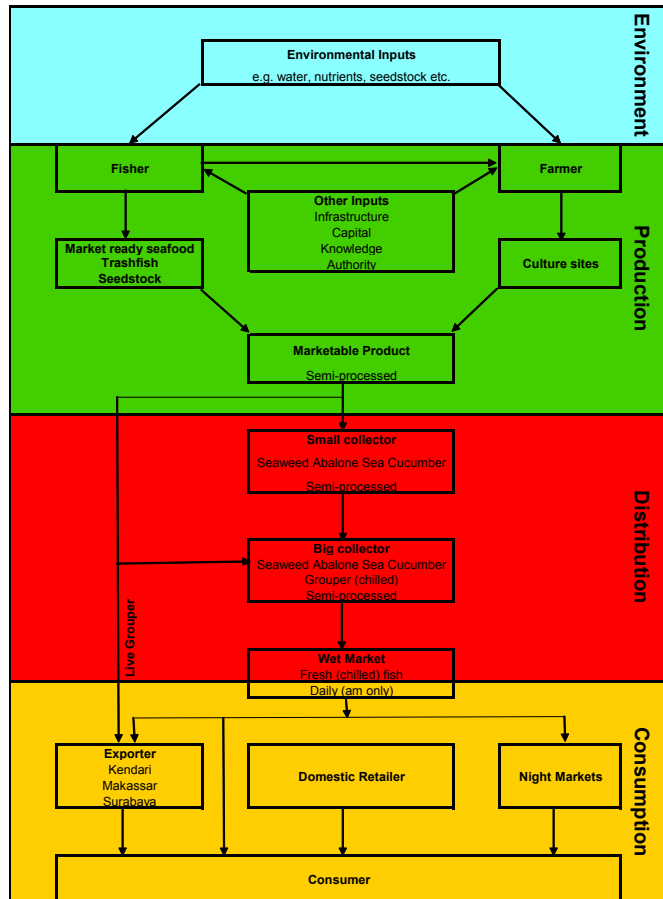 Environment
Environmental Inputs
e.g. water, nutrients, seedstock etc.
Production
Fisher
Farmer
Other Inputs
Infrastructure
Capital
Knowledge
Authority
Market ready seafood
Trashfish
Seedstock
Culture sites
Marketable Product
Semi-processed
Distribution
Small collector
Seaweed Abalone Sea Cucumber
Semi-processed
Big collector
Seaweed Abalone Sea Cucumber
Grouper (chilled)
Semi-processed
Live Grouper
Wet Market
Fresh (chilled) fish
Daily (am only)
Consumption
Exporter
Kendari
Makassar
Surabaya
Domestic Retailer
Night Markets
Consumer